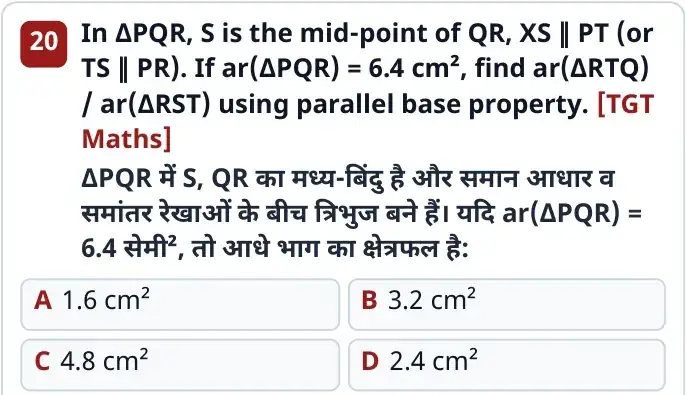 20 In ΔPQR, S is the mid-point of QR, XS ∥ PT (or
TS ∥ PR). If ar(ΔPQR) = 6.4 cm², find ar(ΔRTQ)
/ ar(ΔRST) using parallel base property. [TGT
Maths]
ΔPQR में S, QR का मध्य-बिंदु है और समान आधार व
समांतर रेखाओं के बीच त्रिभुज बने हैं। यदि ar(ΔPQR) =
6.4 सेमी², तो आधे भाग का क्षेत्रफल है:
A 1.6 cm²
B 3.2 cm²
C 4.8 cm²
D 2.4 cm²